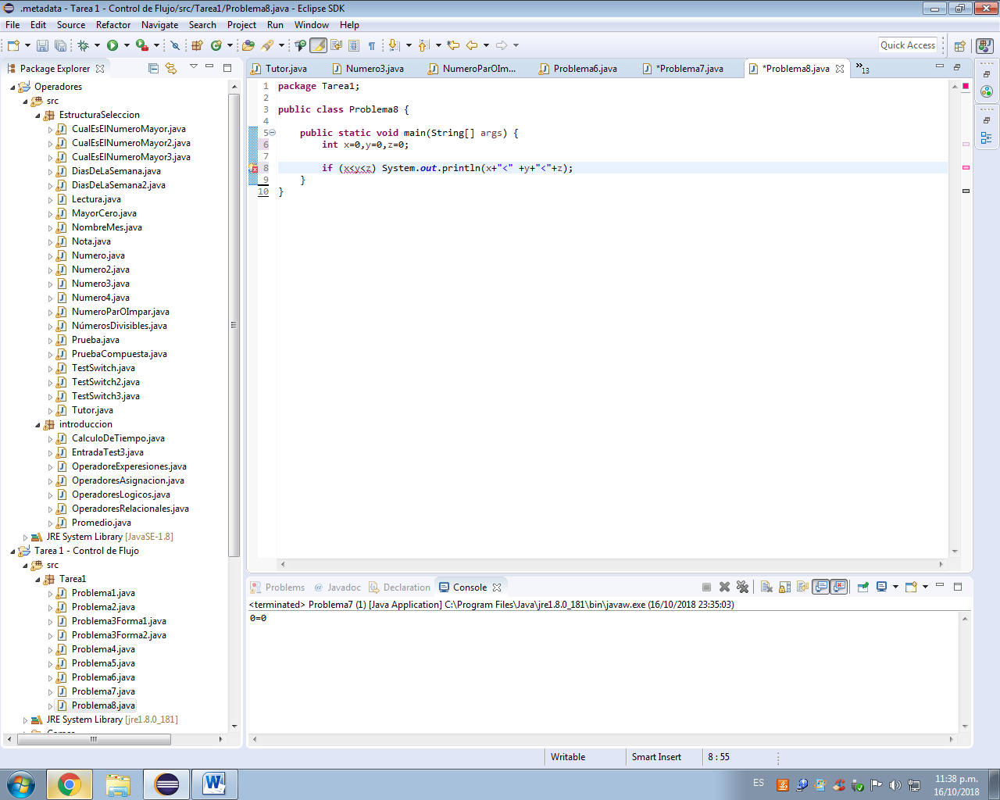 .metadata - Tarea 1 - Control de Flujo/src/Tarea1/Problema8.java - Eclipse SDK
File Edit Source Refactor Navigate Search Project Run Window Help
Quick Access
Package Explorer
Tutor.java Numero3.java NumeroParOIm... Problema6.java *Problema7.java *Problema8.java »13
Operadores
src
EstructuraSeleccion
CualEsElNumeroMayor.java
CualEsElNumeroMayor2.java
CualEsElNumeroMayor3.java
DiasDeLaSemana.java
DiasDeLaSemana2.java
Lectura.java
MayorCero.java
NombreMes.java
Nota.java
Numero.java
Numero2.java
Numero3.java
Numero4.java
NumeroParOImpar.java
NúmerosDivisibles.java
Prueba.java
PruebaCompuesta.java
TestSwitch.java
TestSwitch2.java
TestSwitch3.java
Tutor.java
introduccion
CalculoDeTiempo.java
EntradaTest3.java
OperadoreExperesiones.java
OperadoresAsignacion.java
OperadoresLogicos.java
OperadoresRelacionales.java
Promedio.java
JRE System Library [JavaSE-1.8]
Tarea 1 - Control de Flujo
src
Tarea1
Problema1.java
Problema2.java
Problema3Forma1.java
Problema3Forma2.java
Problema4.java
Problema5.java
Problema6.java
Problema7.java
Problema8.java
JRE System Library [jre1.8.0_181]
1 package Tarea1;
2
3 public class Problema8 {
4
5 public static void main(String[] args) {
6 int x=0,y=0,z=0;
7
8 if (x<y<z) System.out.println(x+"<" +y+"<"+z);
9 }
10 }
Problems @ Javadoc Declaration Console
<terminated> Problema7 (1) [Java Application] C:\Program Files\Java\jre1.8.0_181\bin\javaw.exe (16/10/2018 23:35:03)
0=0
Writable Smart Insert 8 : 55
ES
11:38 p.m.
16/10/2018